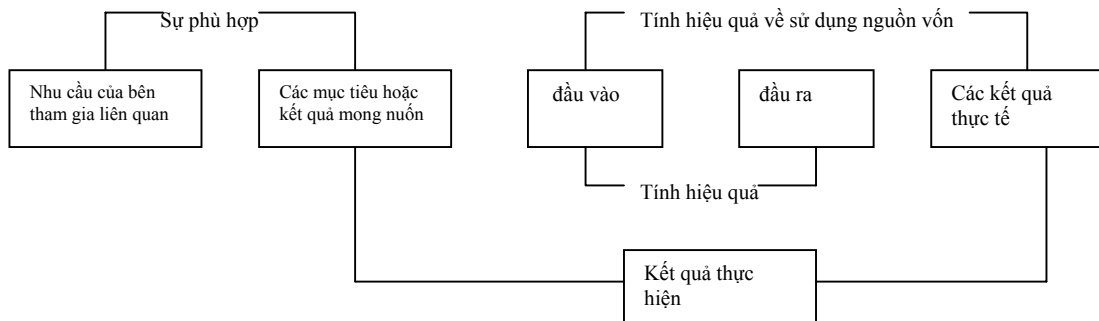 Sự phù hợp
Tính hiệu quả về sử dụng nguồn vốn
Nhu cầu của bên
tham gia liên quan
Các mục tiêu hoặc
kết quả mong nuốn
đầu vào
đầu ra
Các kết quả
thực tế
Tính hiệu quả
Kết quả thực
hiện